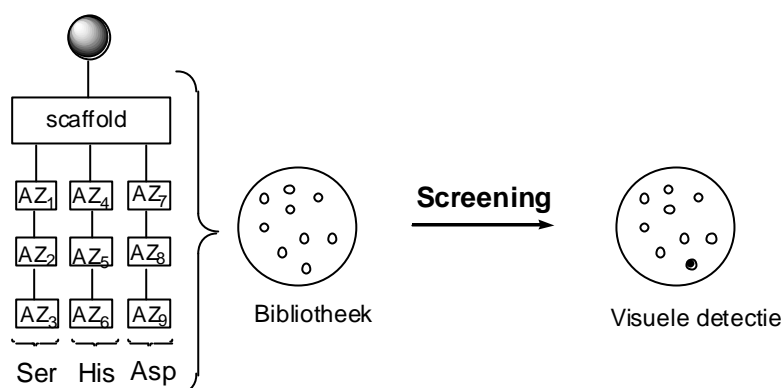 scaffold
AZ1 AZ4 AZ7
AZ2 AZ5 AZ8
AZ3 AZ6 AZ9
Ser His Asp
Bibliotheek
Screening
Visuele detectie